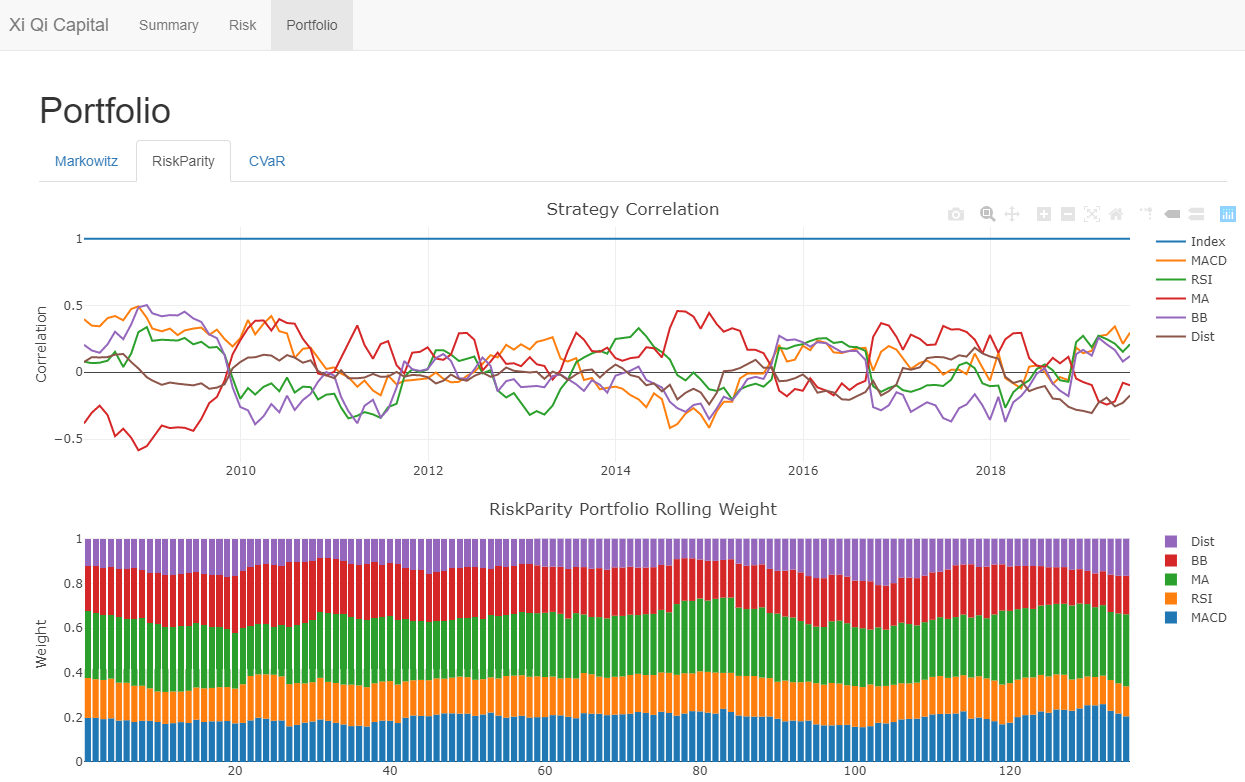 Xi Qi Capital Summary Risk Portfolio
Portfolio
Markowitz RiskParity CVaR
Strategy Correlation
Correlation
1
0.5
0
−0.5
2010 2012 2014 2016 2018
Index
MACD
RSI
MA
BB
Dist
RiskParity Portfolio Rolling Weight
Weight
1
0.8
0.6
0.4
0.2
0
20 40 60 80 100 120
Dist
BB
MA
RSI
MACD